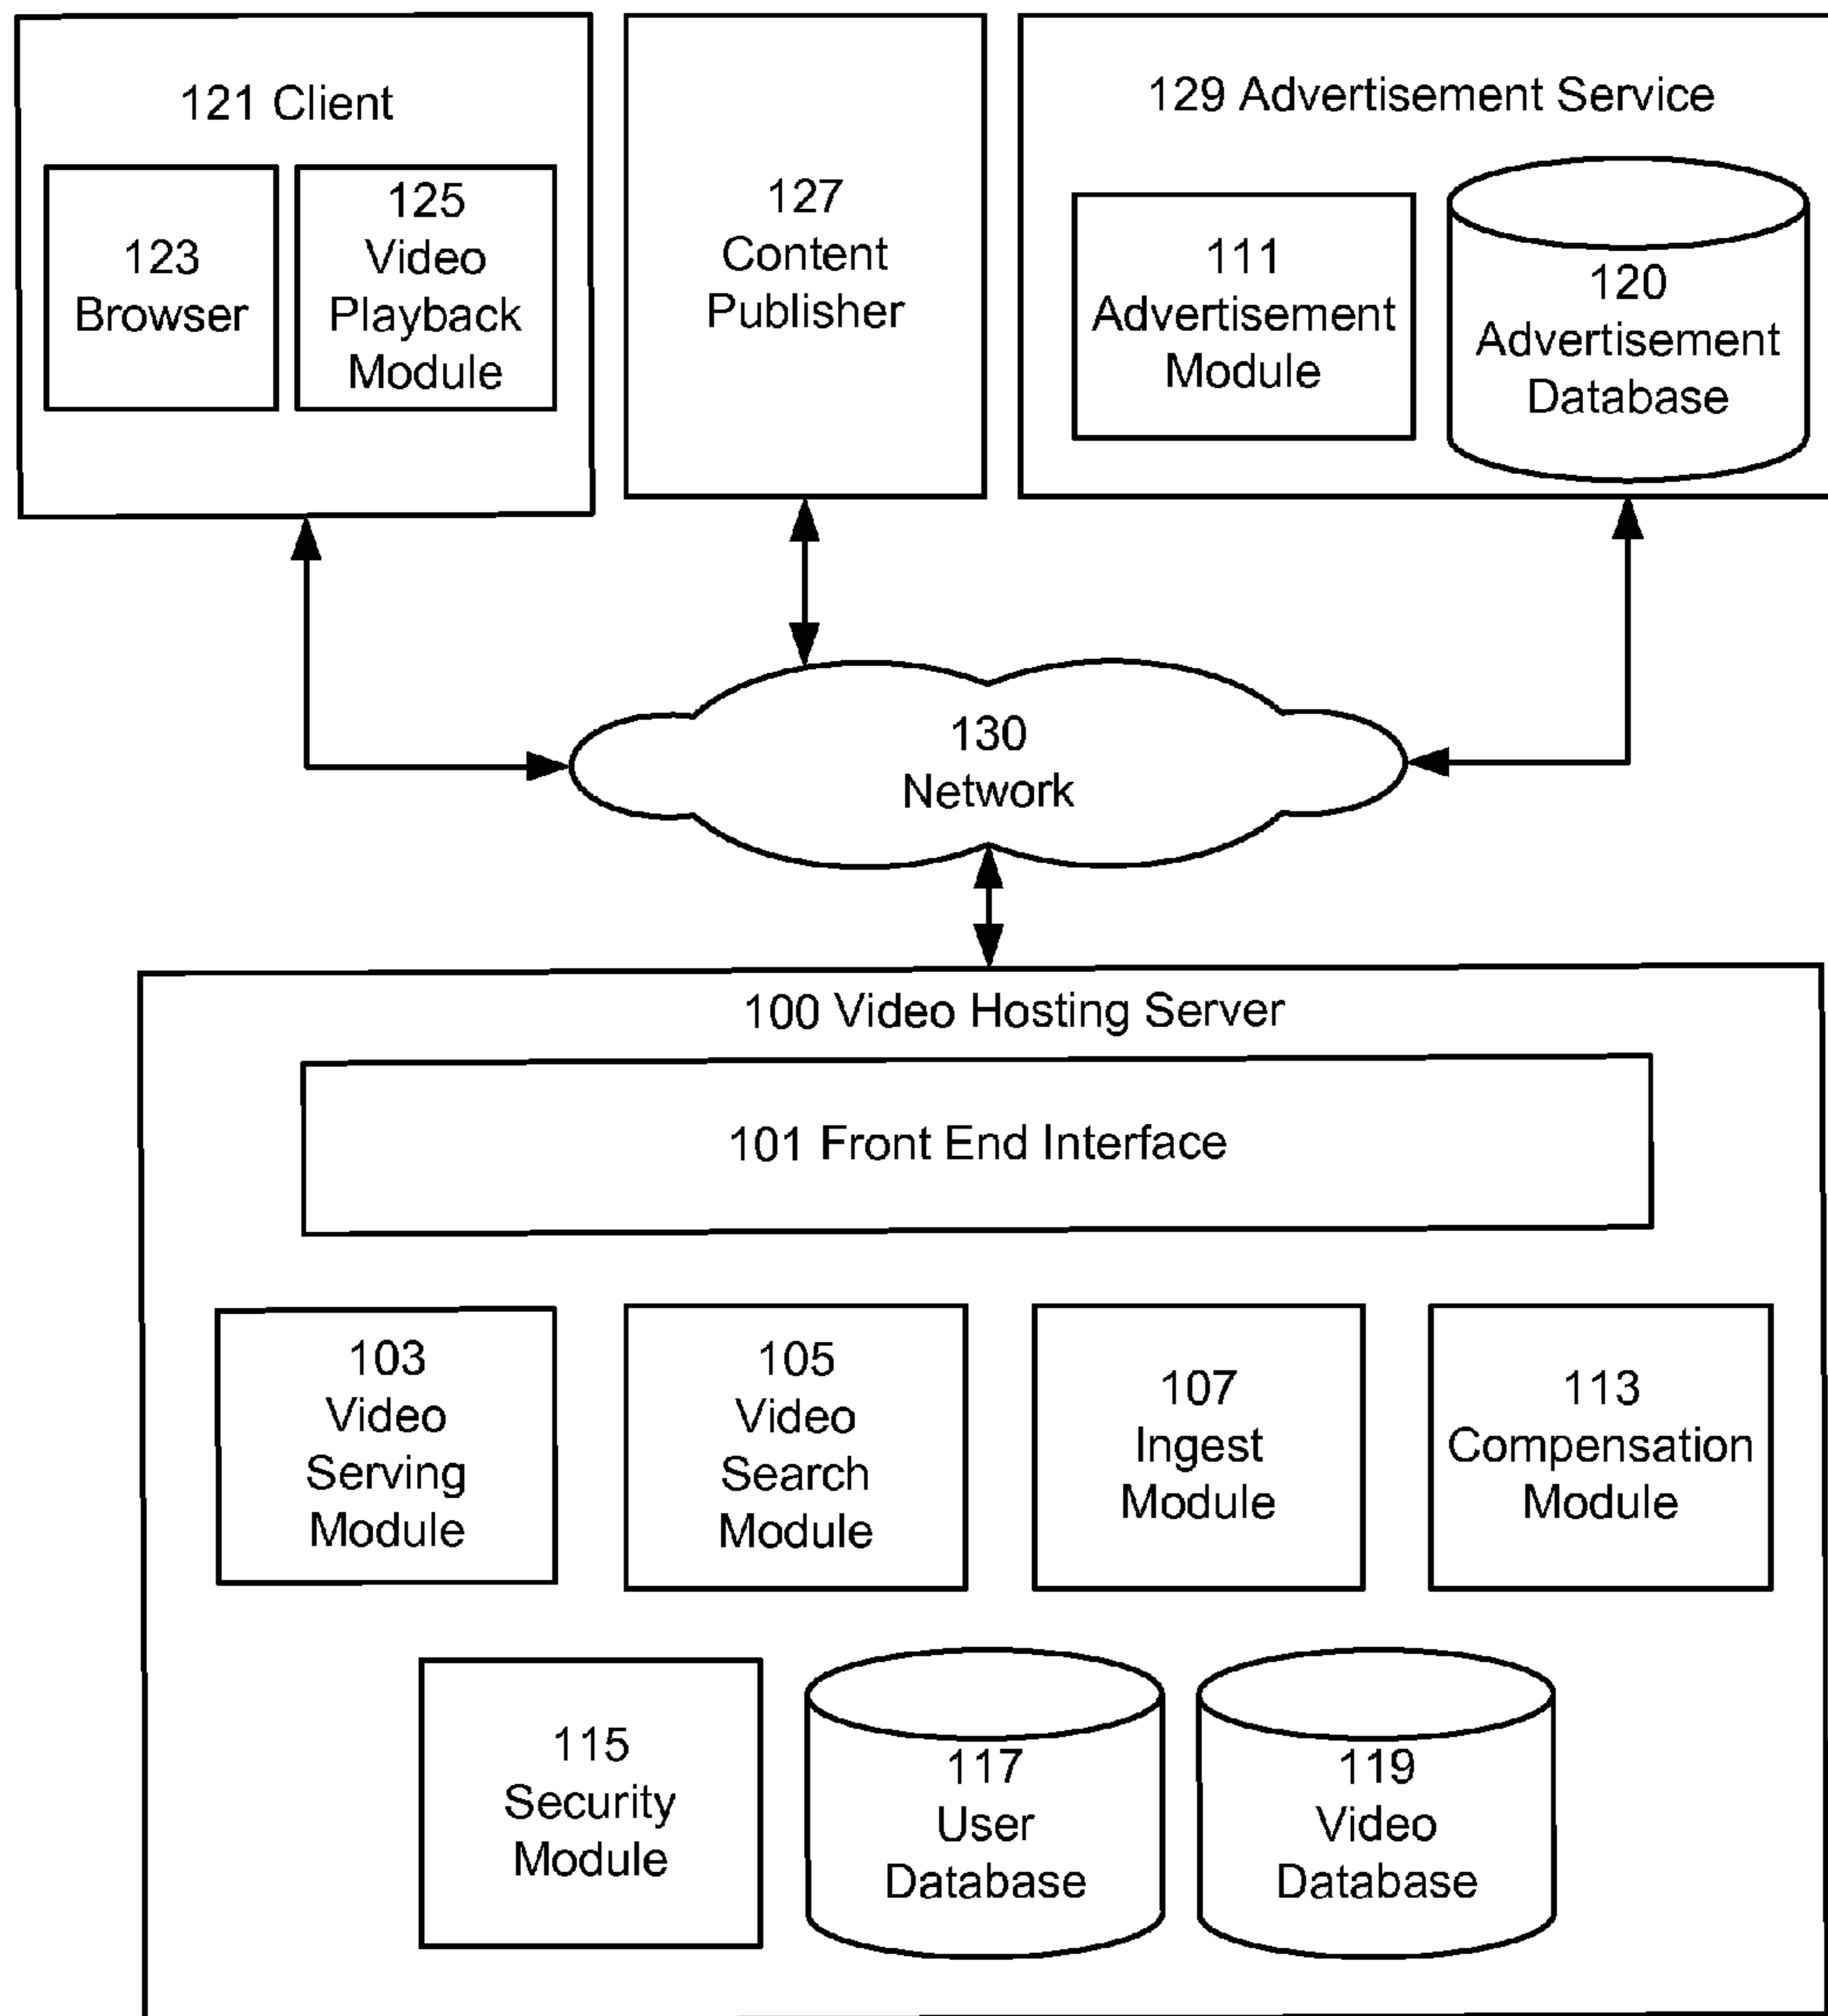 121 Client
123
Browser
125
Video
Playback
Module
127
Content
Publisher
129 Advertisement Service
111
Advertisement
Module
120
Advertisement
Database
130
Network
100 Video Hosting Server
101 Front End Interface
103
Video
Serving
Module
105
Video
Search
Module
107
Ingest
Module
113
Compensation
Module
115
Security
Module
117
User
Database
119
Video
Database